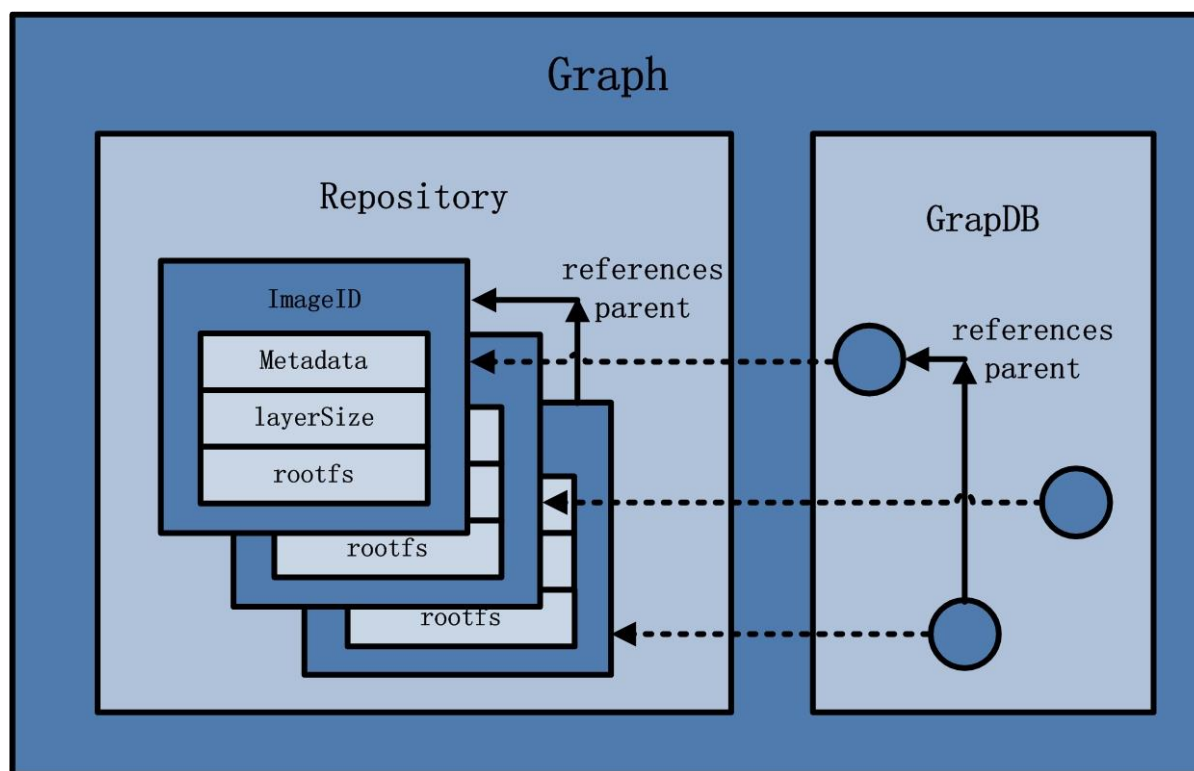 Graph
Repository
ImageID
Metadata
layerSize
rootfs
rootfs
rootfs
references
parent
GrapDB
references
parent